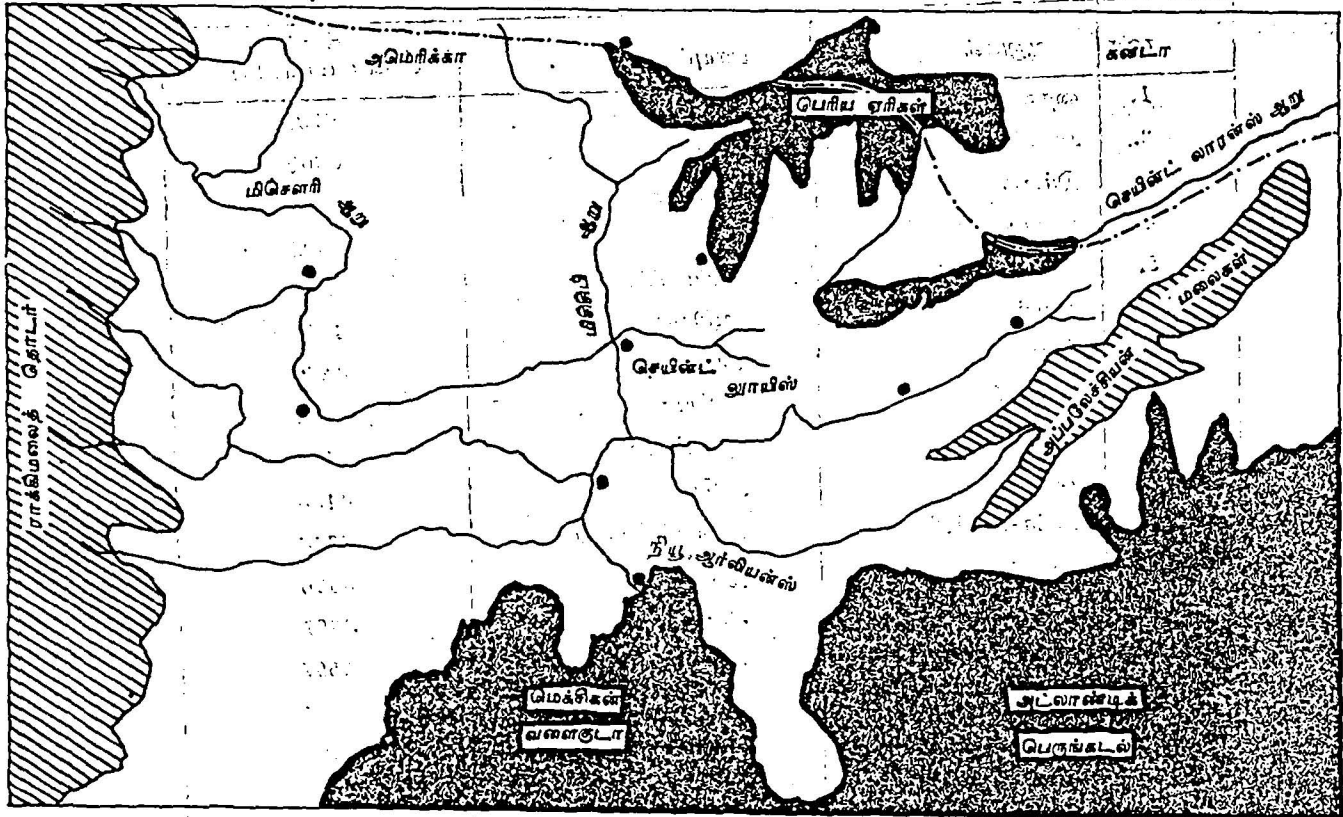 அமெரிக்கா
கனடா
பெரிய ஏரிகள்
செயின்ட் லாரன்ஸ் ஆறு
மிசௌரி
ஆறு
ஆறு
மலைகள்
ராக்கிமலைத் தொடர்
செயின்ட்
லூயிஸ்
அப்பலேச்சியன்
நியூ ஆர்லியன்ஸ்
மெக்சிகன்
வளைகுடா
அட்லாண்டிக்
பெருங்கடல்